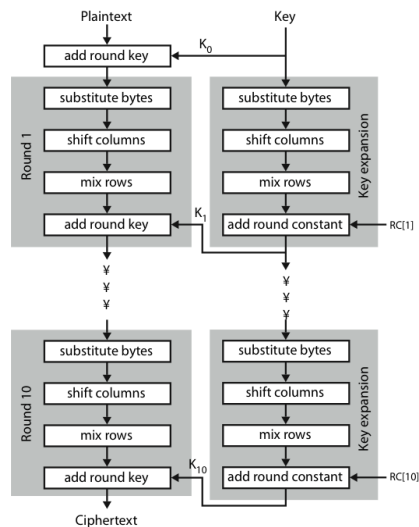 Plaintext
Key
add round key
K0
Round 1
substitute bytes
shift columns
mix rows
add round key
K1
substitute bytes
shift columns
mix rows
add round constant
Key expansion
RC[1]
¥
¥
¥
¥
¥
¥
Round 10
substitute bytes
shift columns
mix rows
add round key
K10
substitute bytes
shift columns
mix rows
add round constant
Key expansion
RC[10]
Ciphertext